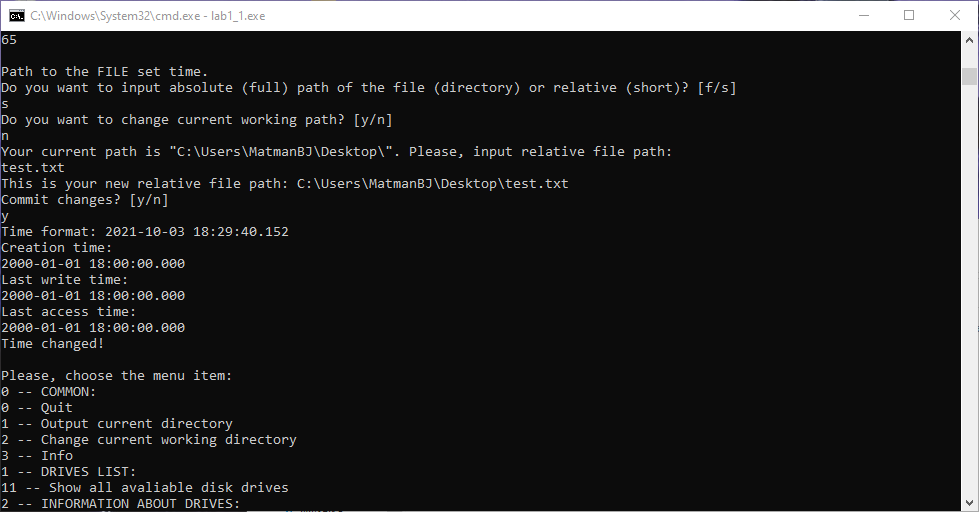 C:\Windows\System32\cmd.exe - lab1_1.exe
65
Path to the FILE set time.
Do you want to input absolute (full) path of the file (directory) or relative (short)? [f/s]
s
Do you want to change current working path? [y/n]
n
Your current path is "C:\Users\MatmanBJ\Desktop\". Please, input relative file path:
test.txt
This is your new relative file path: C:\Users\MatmanBJ\Desktop\test.txt
Commit changes? [y/n]
y
Time format: 2021-10-03 18:29:40.152
Creation time:
2000-01-01 18:00:00.000
Last write time:
2000-01-01 18:00:00.000
Last access time:
2000-01-01 18:00:00.000
Time changed!
Please, choose the menu item:
0 -- COMMON:
0 -- Quit
1 -- Output current directory
2 -- Change current working directory
3 -- Info
1 -- DRIVES LIST:
11 -- Show all avaliable disk drives
2 -- INFORMATION ABOUT DRIVES: